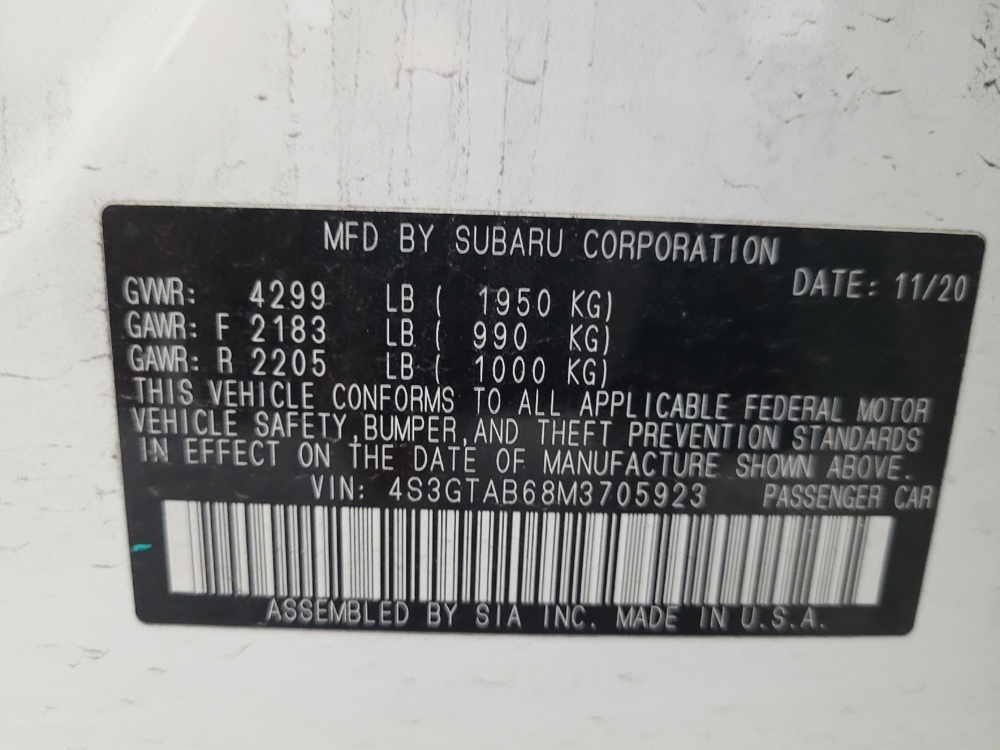 MFD BY SUBARU CORPORATION
DATE: 11/20
GVWR: 4299 LB ( 1950 KG)
GAWR: F 2183 LB ( 990 KG)
GAWR: R 2205 LB ( 1000 KG)
THIS VEHICLE CONFORMS TO ALL APPLICABLE FEDERAL MOTOR
VEHICLE SAFETY,BUMPER,AND THEFT PREVENTION STANDARDS
IN EFFECT ON THE DATE OF MANUFACTURE SHOWN ABOVE.
VIN: 4S3GTAB68M3705923 PASSENGER CAR
ASSEMBLED BY SIA INC. MADE IN U.S.A.